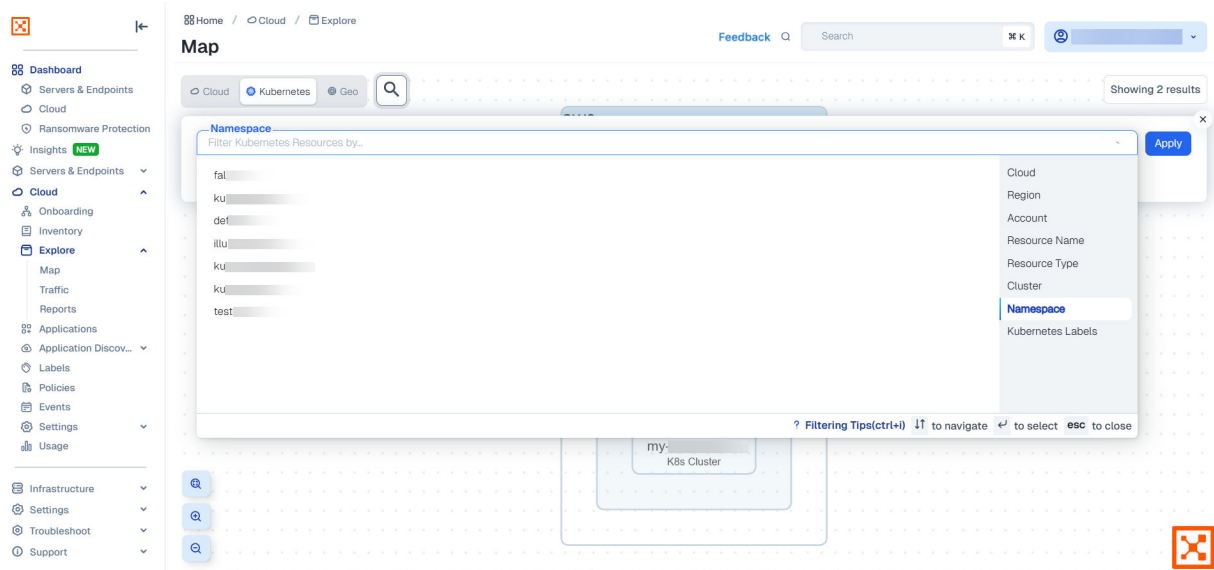 Home / Cloud / Explore
Map
Feedback
Search
⌘ K
Dashboard
Servers & Endpoints
Cloud
Ransomware Protection
Insights NEW
Servers & Endpoints
Cloud
Onboarding
Inventory
Explore
Map
Traffic
Reports
Applications
Application Discov...
Labels
Policies
Events
Settings
Usage
Infrastructure
Settings
Troubleshoot
Support
Cloud Kubernetes Geo
Showing 2 results
Namespace
Filter Kubernetes Resources by...
Apply
fal
ku
def
illu
ku
ku
test
Cloud
Region
Account
Resource Name
Resource Type
Cluster
Namespace
Kubernetes Labels
? Filtering Tips(ctrl+i) ↓↑ to navigate ↵ to select esc to close
my-
K8s Cluster